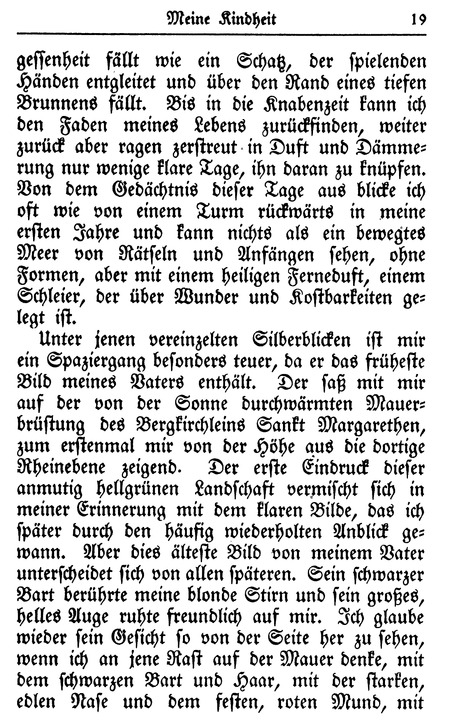 Meine Kindheit 19
gessenheit fällt wie ein Schatz, der spielenden
Händen entgleitet und über den Rand eines tiefen
Brunnens fällt. Bis in die Knabenzeit kann ich
den Faden meines Lebens zurückfinden, weiter
zurück aber ragen zerstreut in Duft und Dämme-
rung nur wenige klare Tage, ihn daran zu knüpfen.
Von dem Gedächtnis dieser Tage aus blicke ich
oft wie von einem Turm rückwärts in meine
ersten Jahre und kann nichts als ein bewegtes
Meer von Rätseln und Anfängen sehen, ohne
Formen, aber mit einem heiligen Ferneduft, einem
Schleier, der über Wunder und Kostbarkeiten ge-
legt ist.
Unter jenen vereinzelten Silberblicken ist mir
ein Spaziergang besonders teuer, da er das früheste
Bild meines Vaters enthält. Der saß mit mir
auf der von der Sonne durchwärmten Mauer-
brüstung des Bergkirchleins Sankt Margarethen,
zum erstenmal mir von der Höhe aus die dortige
Rheinebene zeigend. Der erste Eindruck dieser
anmutig hellgrünen Landschaft vermischt sich in
meiner Erinnerung mit dem klaren Bilde, das ich
später durch den häufig wiederholten Anblick ge-
wann. Aber dies älteste Bild von meinem Vater
unterscheidet sich von allen späteren. Sein schwarzer
Bart berührte meine blonde Stirn und sein großes,
helles Auge ruhte freundlich auf mir. Ich glaube
wieder sein Gesicht so von der Seite her zu sehen,
wenn ich an jene Rast auf der Mauer denke, mit
dem schwarzen Bart und Haar, mit der starken,
edlen Nase und dem festen, roten Mund, mit